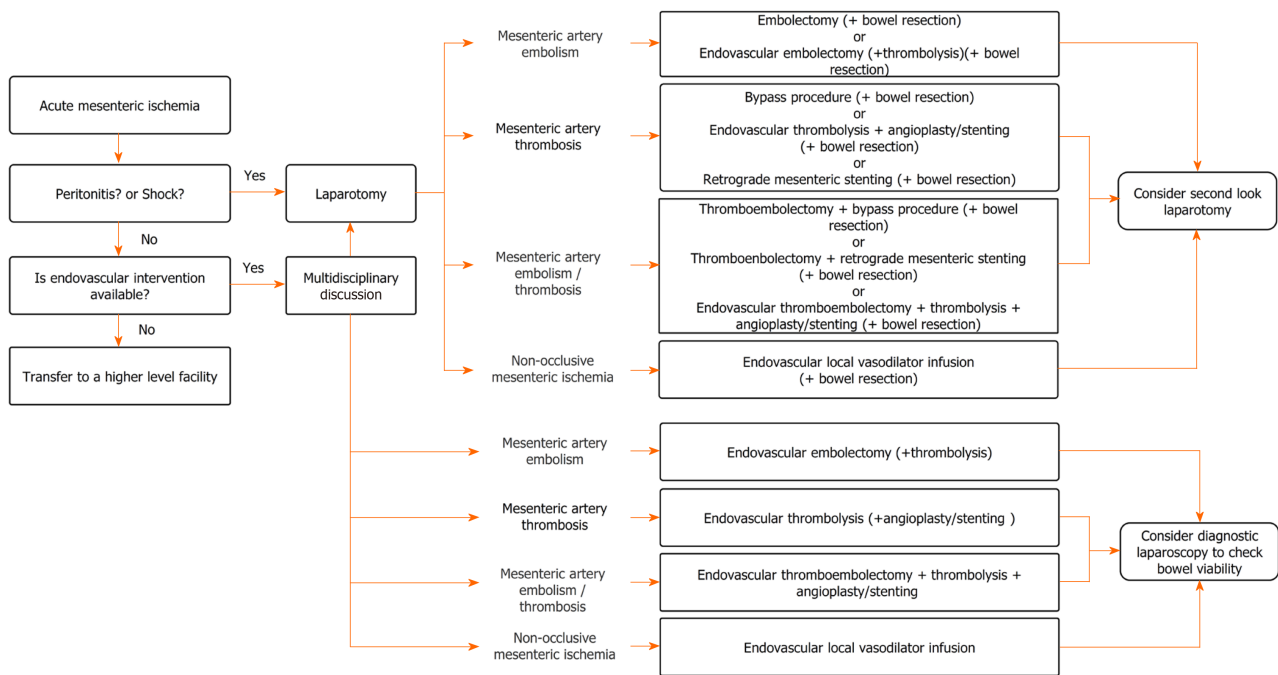 Acute mesenteric ischemia
Peritonitis? or Shock?
Yes
No
Is endovascular intervention
available?
Yes
No
Transfer to a higher level facility
Laparotomy
Multidisciplinary
discussion
Mesenteric artery
embolism
Embolectomy (+ bowel resection)
or
Endovascular embolectomy (+thrombolysis)(+ bowel
resection)
Mesenteric artery
thrombosis
Bypass procedure (+ bowel resection)
or
Endovascular thrombolysis + angioplasty/stenting
(+ bowel resection)
or
Retrograde mesenteric stenting (+ bowel resection)
Mesenteric artery
embolism /
thrombosis
Thromboembolectomy + bypass procedure (+ bowel
resection)
or
Thromboenbolectomy + retrograde mesenteric stenting
(+ bowel resection)
or
Endovascular thromboembolectomy + thrombolysis +
angioplasty/stenting (+ bowel resection)
Non-occlusive
mesenteric ischemia
Endovascular local vasodilator infusion
(+ bowel resection)
Consider second look
laparotomy
Mesenteric artery
embolism
Endovascular embolectomy (+thrombolysis)
Mesenteric artery
thrombosis
Endovascular thrombolysis (+angioplasty/stenting )
Mesenteric artery
embolism /
thrombosis
Endovascular thromboembolectomy + thrombolysis +
angioplasty/stenting
Non-occlusive
mesenteric ischemia
Endovascular local vasodilator infusion
Consider diagnostic
laparoscopy to check
bowel viability